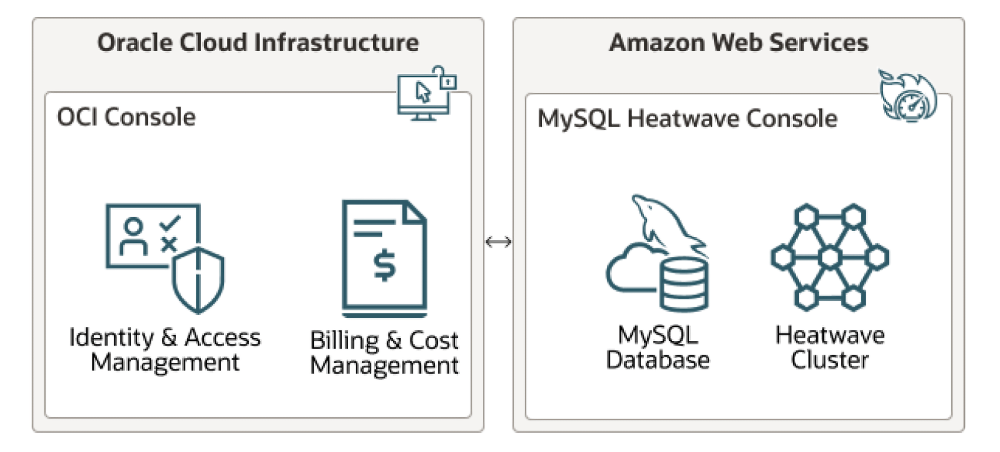 Oracle Cloud Infrastructure
OCI Console
Identity & Access
Management
$
Billing & Cost
Management
Amazon Web Services
MySQL Heatwave Console
MySQL
Database
Heatwave
Cluster